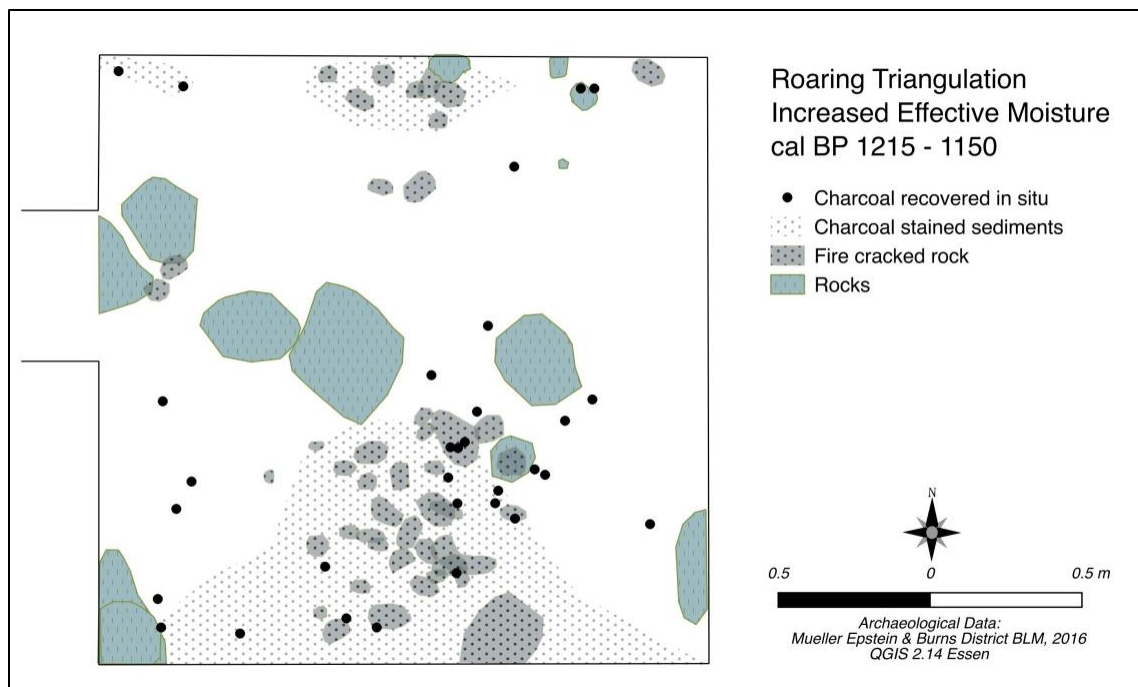 Roaring Triangulation
Increased Effective Moisture
cal BP 1215 - 1150
Charcoal recovered in situ
Charcoal stained sediments
Fire cracked rock
Rocks
N
0.5 0 0.5 m
Archaeological Data:
Mueller Epstein & Burns District BLM, 2016
QGIS 2.14 Essen